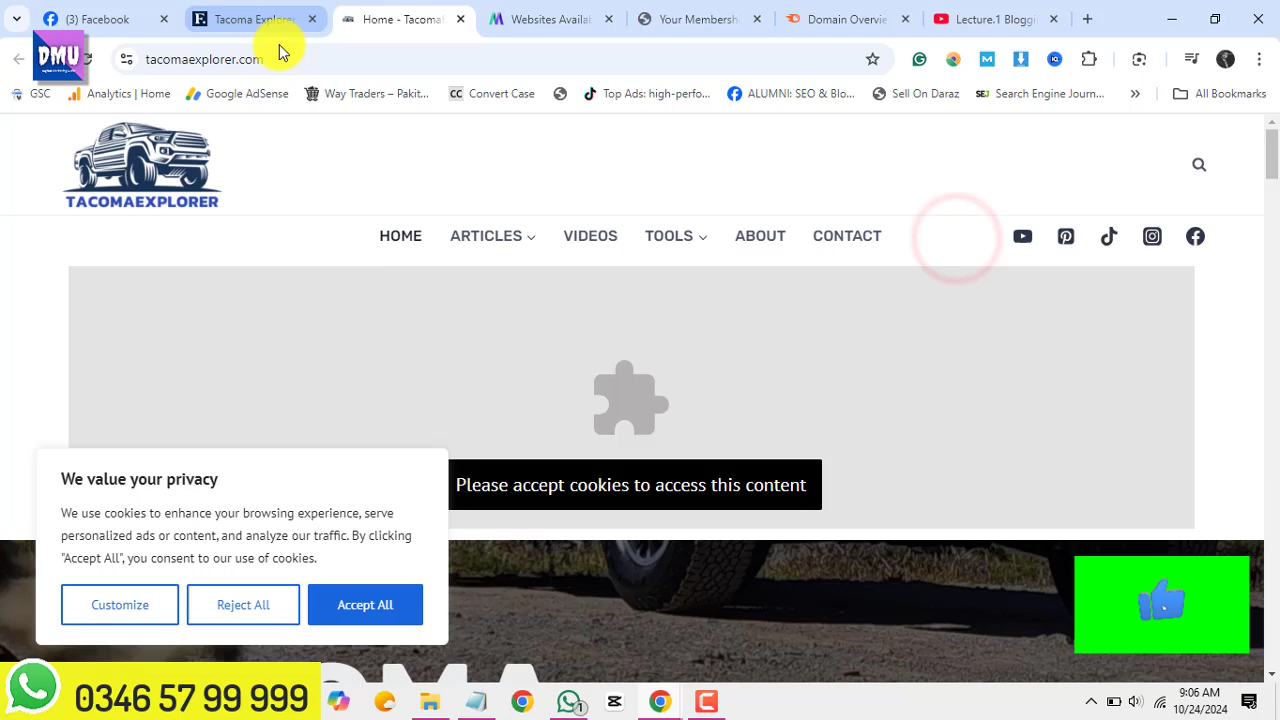 Facebook
Tacoma Explore
Home - Tacoma
Websites Availa
Your Membersh
Domain Overvie
Lecture.1 Bloggi
DMU
tacomaexplorer.com
GSC
Analytics | Home
Google AdSense
Way Traders – Pakit...
CC
Convert Case
Top Ads: high-perfo...
ALUMNI: SEO & Blo...
Sell On Daraz
SEJ
Search Engine Journ...
All Bookmarks
TACOMAEXPLORER
HOME
ARTICLES
VIDEOS
TOOLS
ABOUT
CONTACT
Please accept cookies to access this content
We value your privacy
We use cookies to enhance your browsing experience, serve
personalized ads or content, and analyze our traffic. By clicking
"Accept All", you consent to our use of cookies.
Customize
Reject All
Accept All
0346 57 99 999
1
9:06 AM
10/24/2024